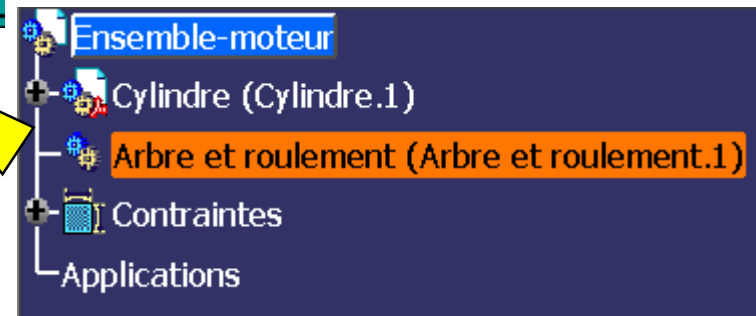 Ensemble-moteur
Cylindre (Cylindre.1)
Arbre et roulement (Arbre et roulement.1)
Contraintes
Applications